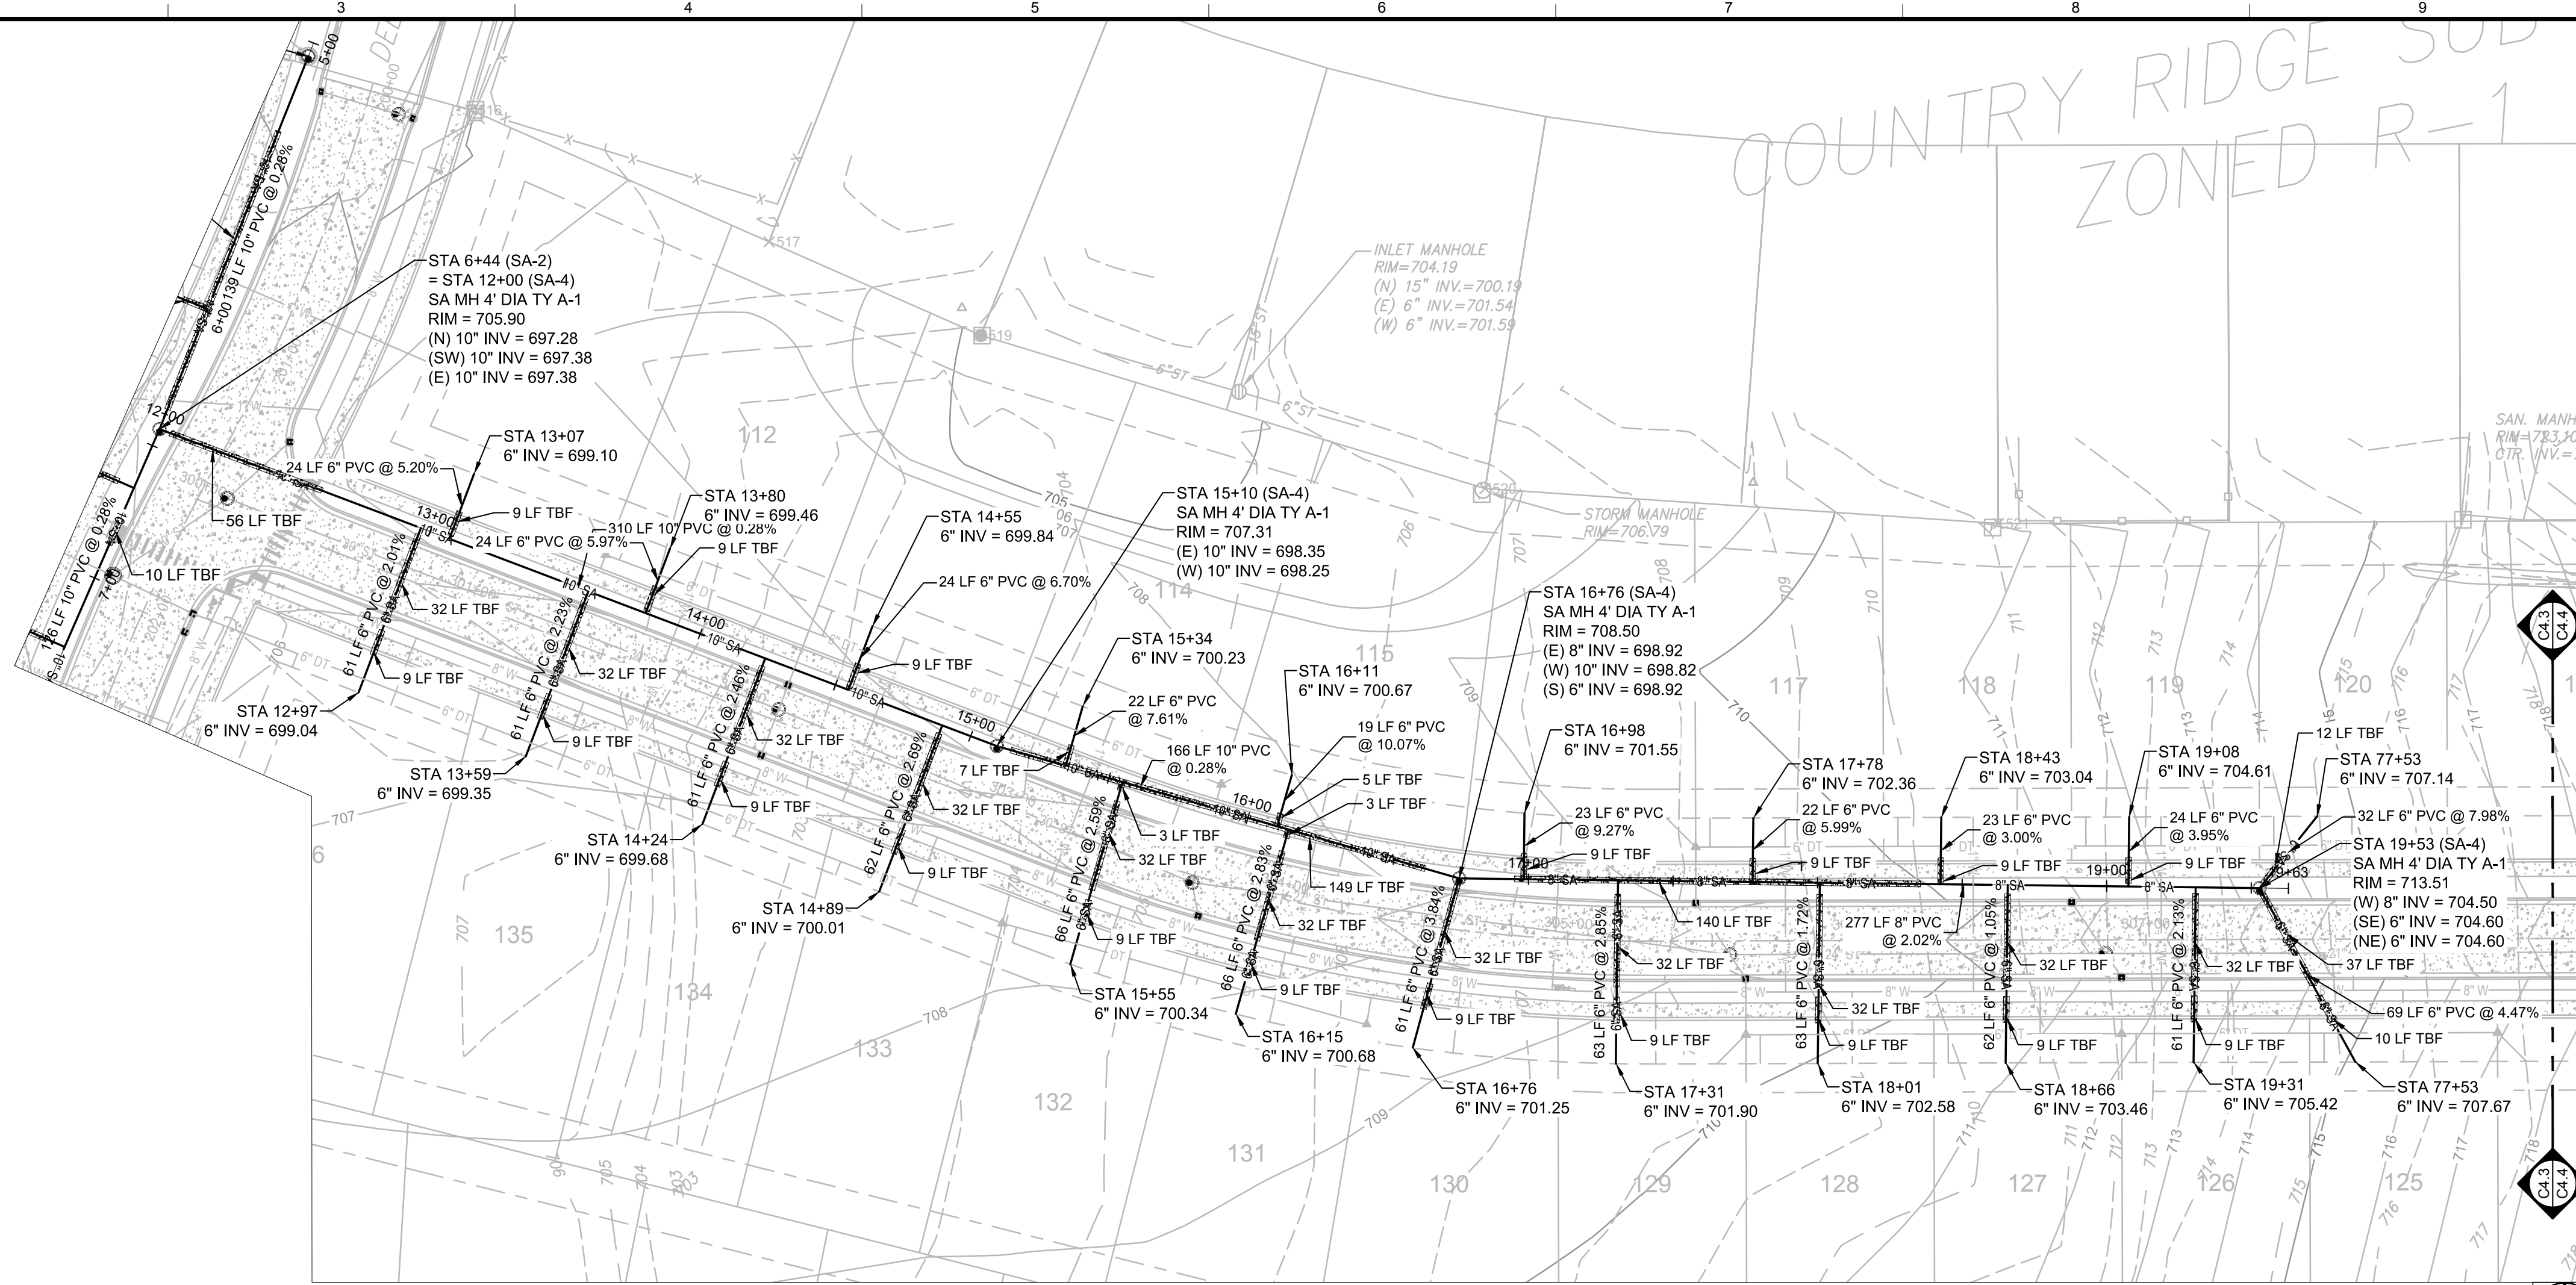 3
4
5
6
7
8
9
COUNTRY RIDGE SUB
ZONED R-1
5+00
200+00
516
139 LF 10" PVC @ 0.28%
6+00
STA 6+44 (SA-2)
= STA 12+00 (SA-4)
SA MH 4' DIA TY A-1
RIM = 705.90
(N) 10" INV = 697.28
(SW) 10" INV = 697.38
(E) 10" INV = 697.38
517
519
INLET MANHOLE
RIM=704.19
(N) 15" INV.=700.19
(E) 6" INV.=701.54
(W) 6" INV.=701.59
15" ST
6"ST
6"ST
520
STORM MANHOLE
RIM=706.79
521
SAN. MANH
RIM=723.10
CTR. INV.=
12+00
126 LF 10" PVC @ 0.28%
7+00
10 LF TBF
56 LF TBF
24 LF 6" PVC @ 5.20%
STA 13+07
6" INV = 699.10
9 LF TBF
13+00
310 LF 10" PVC @ 0.28%
24 LF 6" PVC @ 5.97%
STA 13+80
6" INV = 699.46
9 LF TBF
14+00
STA 14+55
6" INV = 699.84
24 LF 6" PVC @ 6.70%
9 LF TBF
15+00
STA 15+10 (SA-4)
SA MH 4' DIA TY A-1
RIM = 707.31
(E) 10" INV = 698.35
(W) 10" INV = 698.25
STA 15+34
6" INV = 700.23
22 LF 6" PVC
@ 7.61%
7 LF TBF
166 LF 10" PVC
@ 0.28%
16+00
STA 16+11
6" INV = 700.67
19 LF 6" PVC
@ 10.07%
5 LF TBF
3 LF TBF
149 LF TBF
STA 16+76 (SA-4)
SA MH 4' DIA TY A-1
RIM = 708.50
(E) 8" INV = 698.92
(W) 10" INV = 698.82
(S) 6" INV = 698.92
STA 16+98
6" INV = 701.55
23 LF 6" PVC
@ 9.27%
9 LF TBF
17+00
140 LF TBF
STA 17+78
6" INV = 702.36
22 LF 6" PVC
@ 5.99%
9 LF TBF
277 LF 8" PVC
@ 2.02%
STA 18+43
6" INV = 703.04
23 LF 6" PVC
@ 3.00%
9 LF TBF
STA 19+08
6" INV = 704.61
24 LF 6" PVC
@ 3.95%
9 LF TBF
19+00
12 LF TBF
STA 77+53
6" INV = 707.14
32 LF 6" PVC @ 7.98%
STA 19+53 (SA-4)
SA MH 4' DIA TY A-1
RIM = 713.51
(W) 8" INV = 704.50
(SE) 6" INV = 704.60
(NE) 6" INV = 704.60
37 LF TBF
69 LF 6" PVC @ 4.47%
10 LF TBF
STA 77+53
6" INV = 707.67
61 LF 6" PVC @ 2.01%
32 LF TBF
9 LF TBF
STA 12+97
6" INV = 699.04
61 LF 6" PVC @ 2.23%
32 LF TBF
9 LF TBF
STA 13+59
6" INV = 699.35
61 LF 6" PVC @ 2.46%
32 LF TBF
9 LF TBF
STA 14+24
6" INV = 699.68
62 LF 6" PVC @ 2.69%
32 LF TBF
9 LF TBF
STA 14+89
6" INV = 700.01
66 LF 6" PVC @ 2.59%
3 LF TBF
32 LF TBF
9 LF TBF
STA 15+55
6" INV = 700.34
66 LF 6" PVC @ 2.83%
32 LF TBF
9 LF TBF
STA 16+15
6" INV = 700.68
61 LF 6" PVC @ 3.84%
32 LF TBF
9 LF TBF
STA 16+76
6" INV = 701.25
63 LF 6" PVC @ 2.85%
32 LF TBF
9 LF TBF
STA 17+31
6" INV = 701.90
63 LF 6" PVC @ 1.72%
32 LF TBF
9 LF TBF
STA 18+01
6" INV = 702.58
62 LF 6" PVC @ 1.05%
32 LF TBF
9 LF TBF
STA 18+66
6" INV = 703.46
61 LF 6" PVC @ 2.13%
32 LF TBF
9 LF TBF
STA 19+31
6" INV = 705.42
112
114
115
117
118
119
120
135
134
133
132
131
130
129
128
127
126
125
C4.3
C4.4
C4.3
C4.4